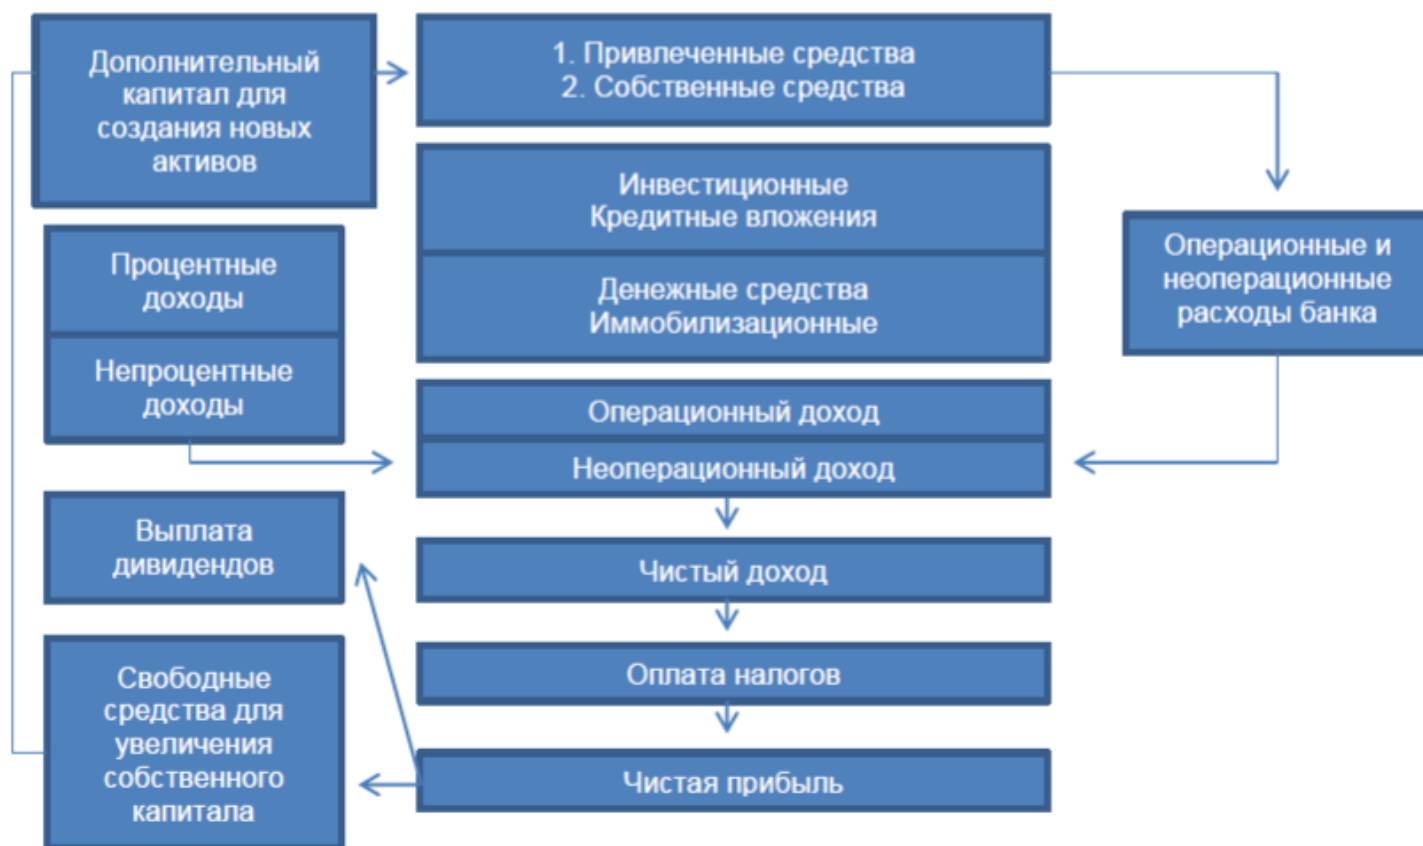 Дополнительный
капитал для
создания новых
активов
1. Привлеченные средства
2. Собственные средства
Инвестиционные
Кредитные вложения
Процентные
доходы
Денежные средства
Иммобилизационные
Операционные и
неоперационные
расходы банка
Непроцентные
доходы
Операционный доход
Неоперационный доход
Выплата
дивидендов
Чистый доход
Оплата налогов
Свободные
средства для
увеличения
собственного
капитала
Чистая прибыль